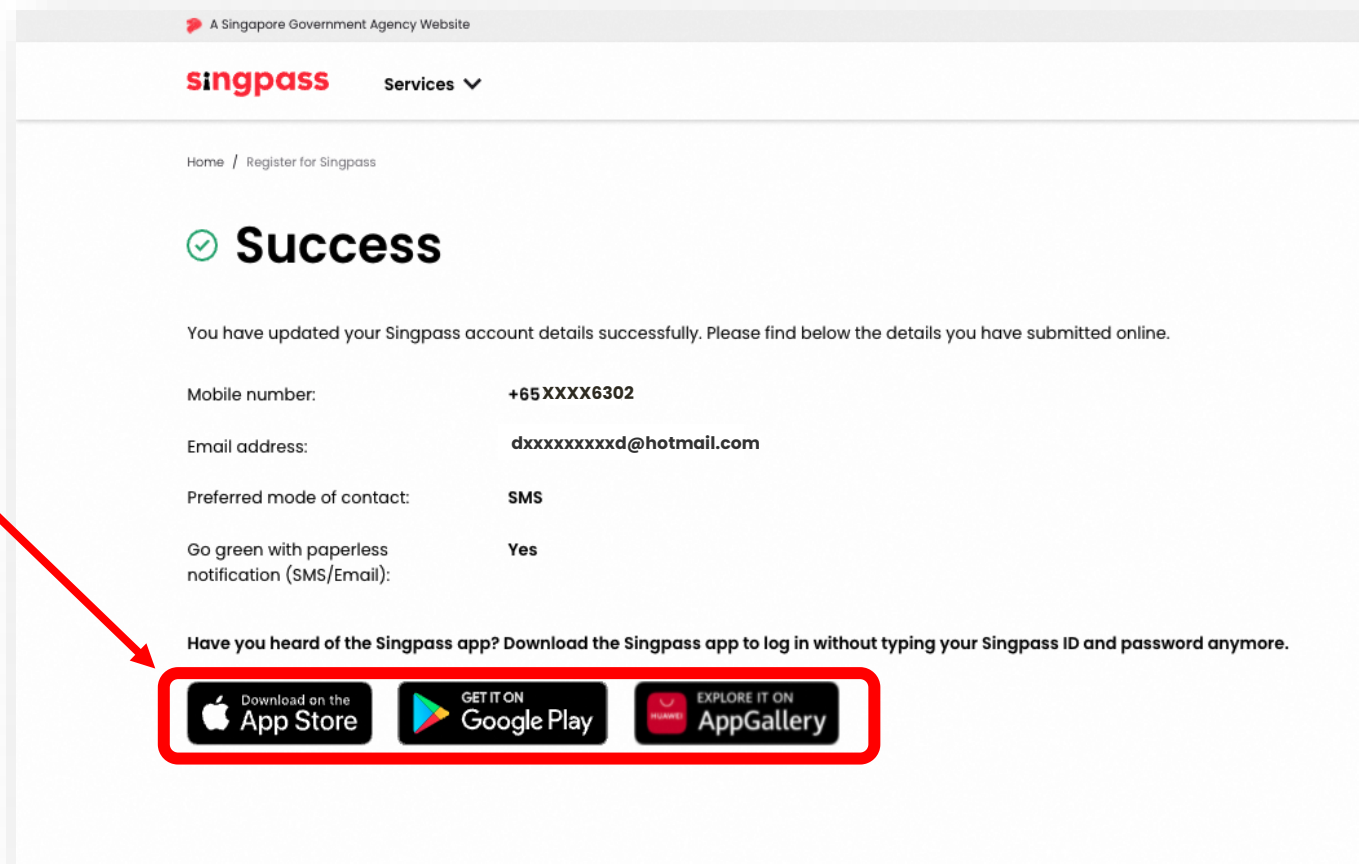 A Singapore Government Agency Website
singpass
Services
Home / Register for Singpass
Success
You have updated your Singpass account details successfully. Please find below the details you have submitted online.
Mobile number: +65 XXXX6302
Email address: dxxxxxxxxxd@hotmail.com
Preferred mode of contact: SMS
Go green with paperless Yes
notification (SMS/Email):
Have you heard of the Singpass app? Download the Singpass app to log in without typing your Singpass ID and password anymore.
Download on the
App Store
GET IT ON
Google Play
HUAWEI
EXPLORE IT ON
AppGallery